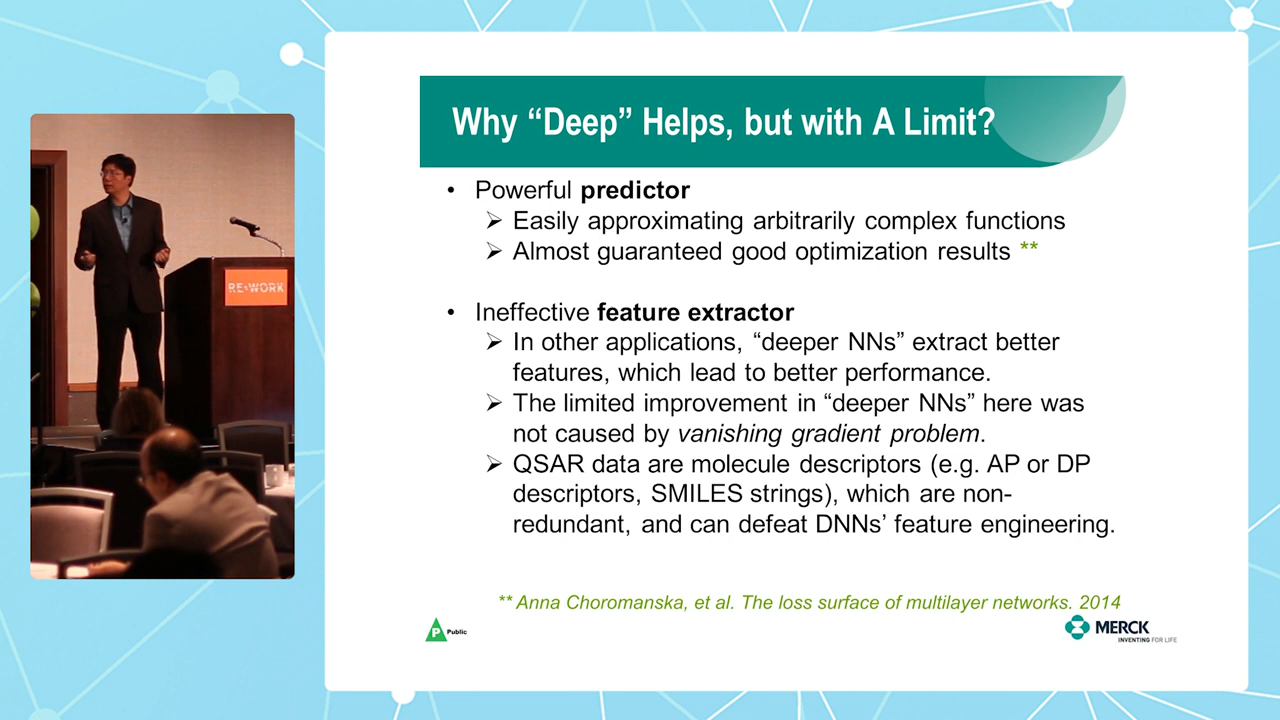 Why “Deep” Helps, but with A Limit?
• Powerful predictor
➢ Easily approximating arbitrarily complex functions
➢ Almost guaranteed good optimization results **
• Ineffective feature extractor
➢ In other applications, “deeper NNs” extract better
features, which lead to better performance.
➢ The limited improvement in “deeper NNs” here was
not caused by vanishing gradient problem.
➢ QSAR data are molecule descriptors (e.g. AP or DP
descriptors, SMILES strings), which are non-
redundant, and can defeat DNNs’ feature engineering.
** Anna Choromanska, et al. The loss surface of multilayer networks. 2014
P Public
MERCK
INVENTING FOR LIFE
RE•WORK